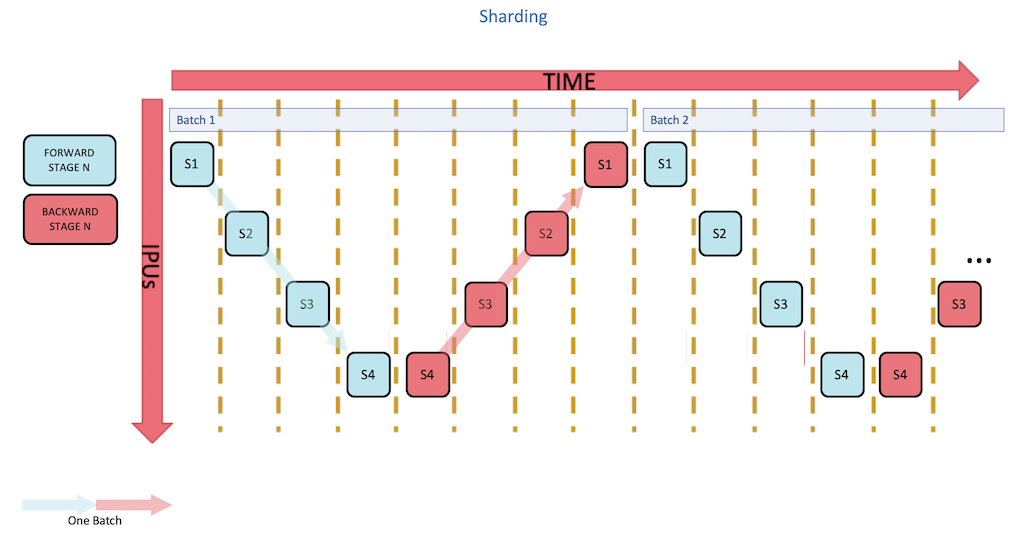 Sharding
TIME
Batch 1
Batch 2
FORWARD
STAGE N
BACKWARD
STAGE N
IPUs
S1
S1
S1
S2
S2
S2
...
S3
S3
S3
S3
S4
S4
S4
S4
One Batch